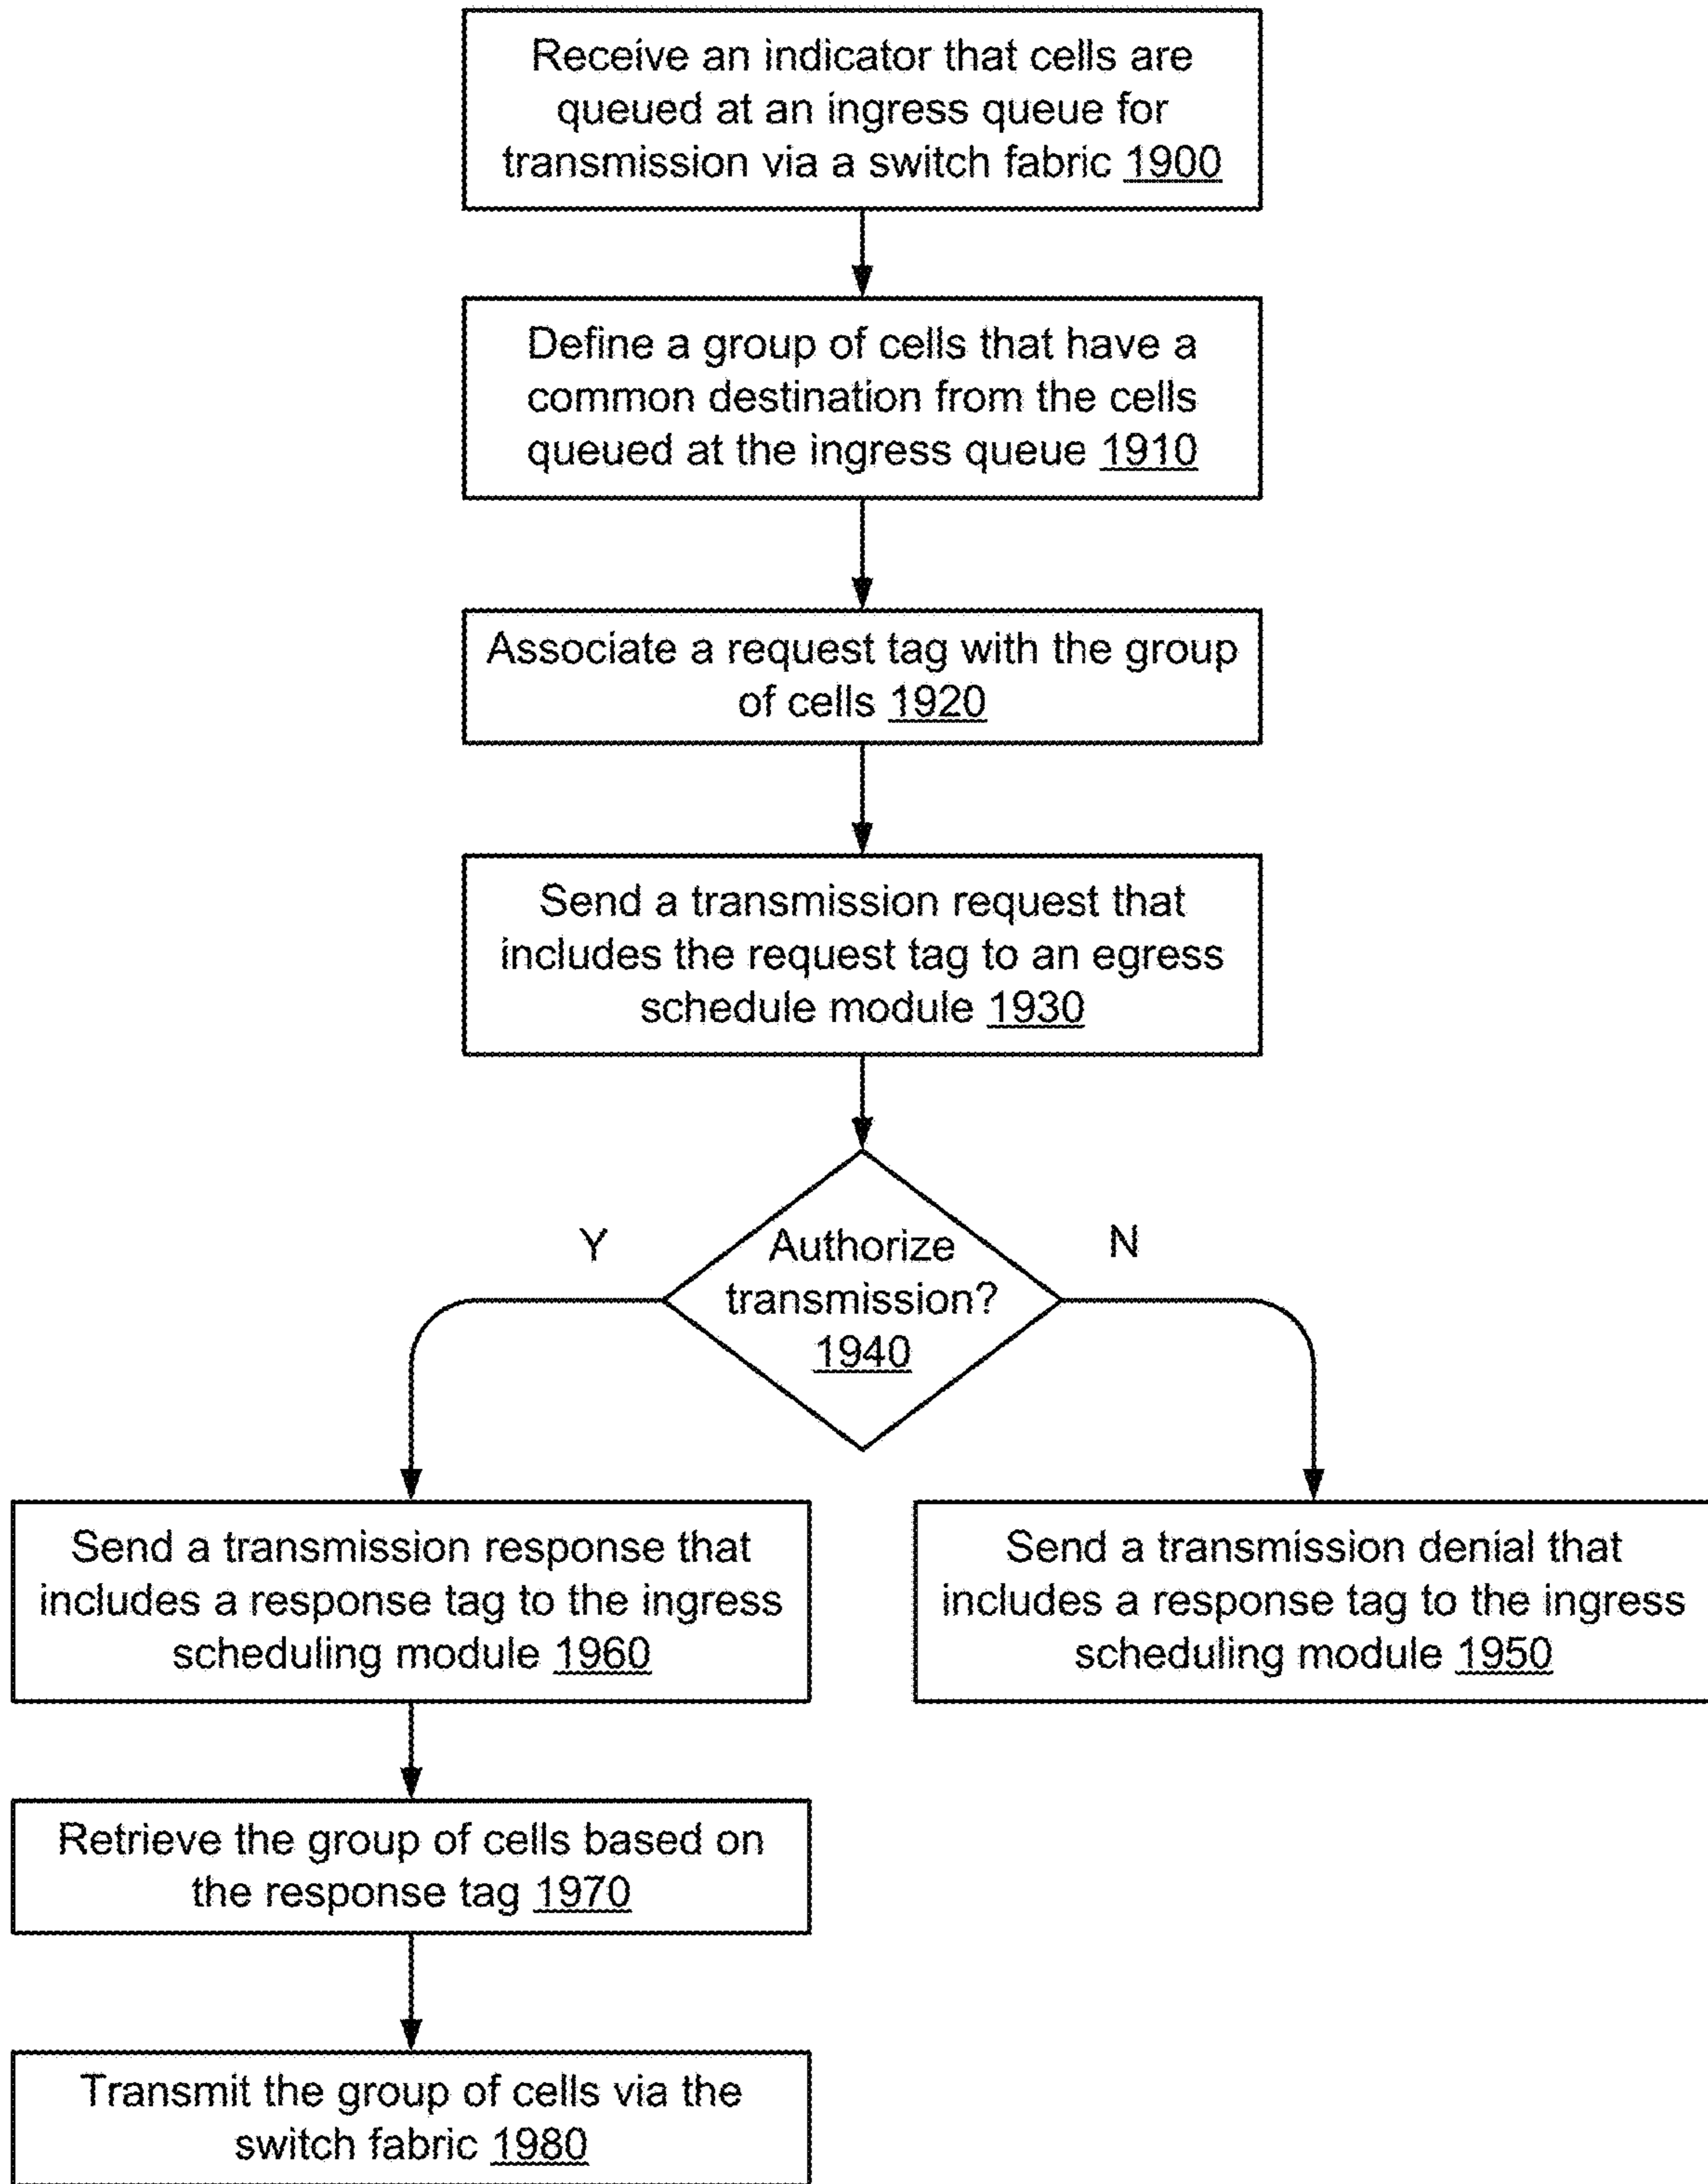 Receive an indicator that cells are
queued at an ingress queue for
transmission via a switch fabric 1900
Define a group of cells that have a
common destination from the cells
queued at the ingress queue 1910
Associate a request tag with the group
of cells 1920
Send a transmission request that
includes the request tag to an egress
schedule module 1930
Y
N
Authorize
transmission?
1940
Send a transmission response that
includes a response tag to the ingress
scheduling module 1960
Send a transmission denial that
includes a response tag to the ingress
scheduling module 1950
Retrieve the group of cells based on
the response tag 1970
Transmit the group of cells via the
switch fabric 1980